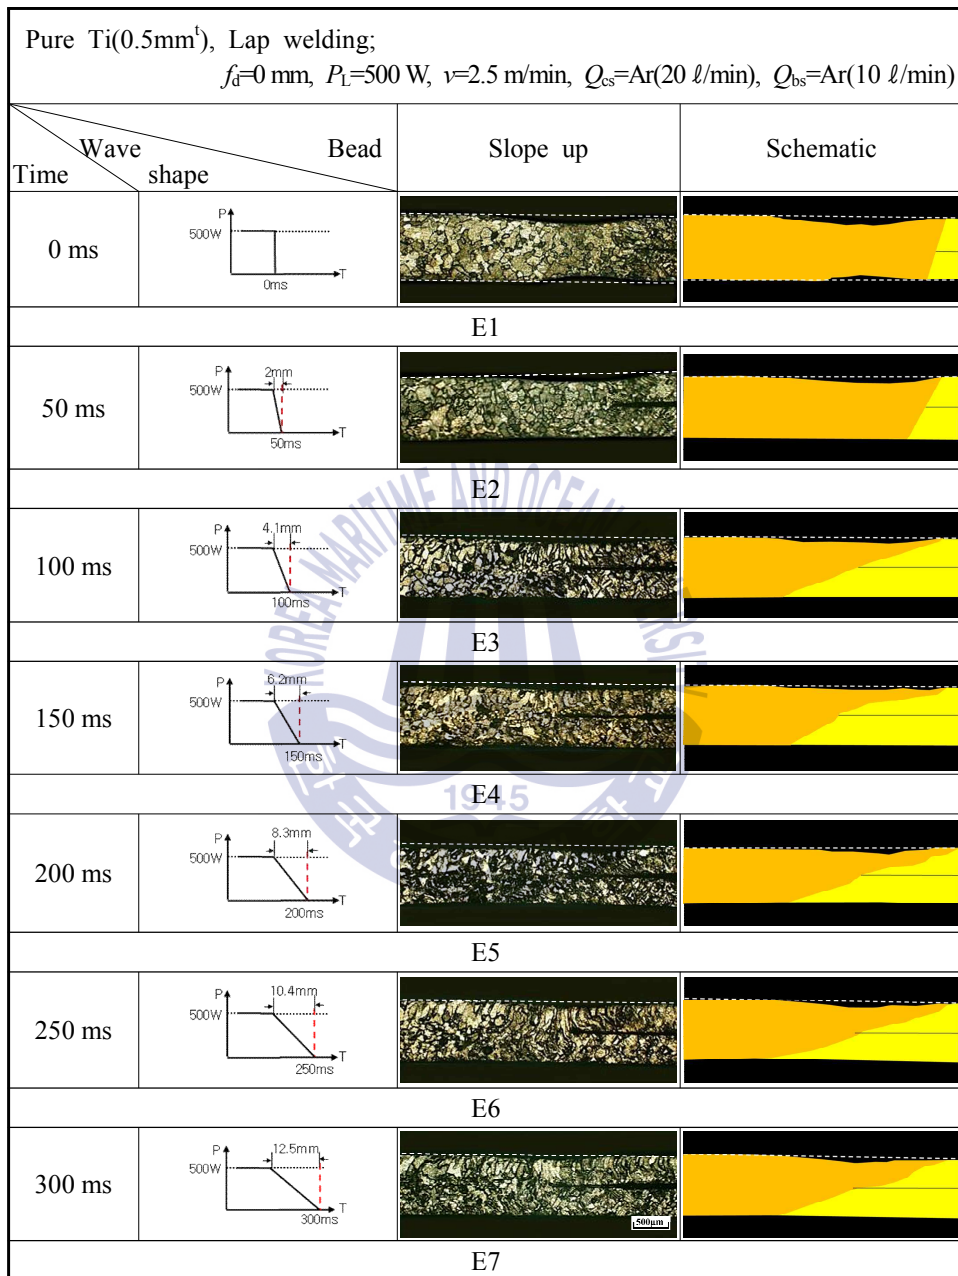 Pure Ti(0.5mmᵗ), Lap welding;
f_d=0 mm, P_L=500 W, v=2.5 m/min, Q_cs=Ar(20 ℓ/min), Q_bs=Ar(10 ℓ/min)
Wave Bead
Time shape
Slope up
Schematic
0 ms
P
500W
T
0ms
E1
50 ms
P
2mm
500W
T
50ms
E2
100 ms
P
4.1mm
500W
T
100ms
E3
150 ms
P
6.2mm
500W
T
150ms
E4
200 ms
P
8.3mm
500W
T
200ms
E5
250 ms
P
10.4mm
500W
T
250ms
E6
300 ms
P
12.5mm
500W
T
300ms
500μm
E7
KOREA MARITIME AND OCEAN
1945